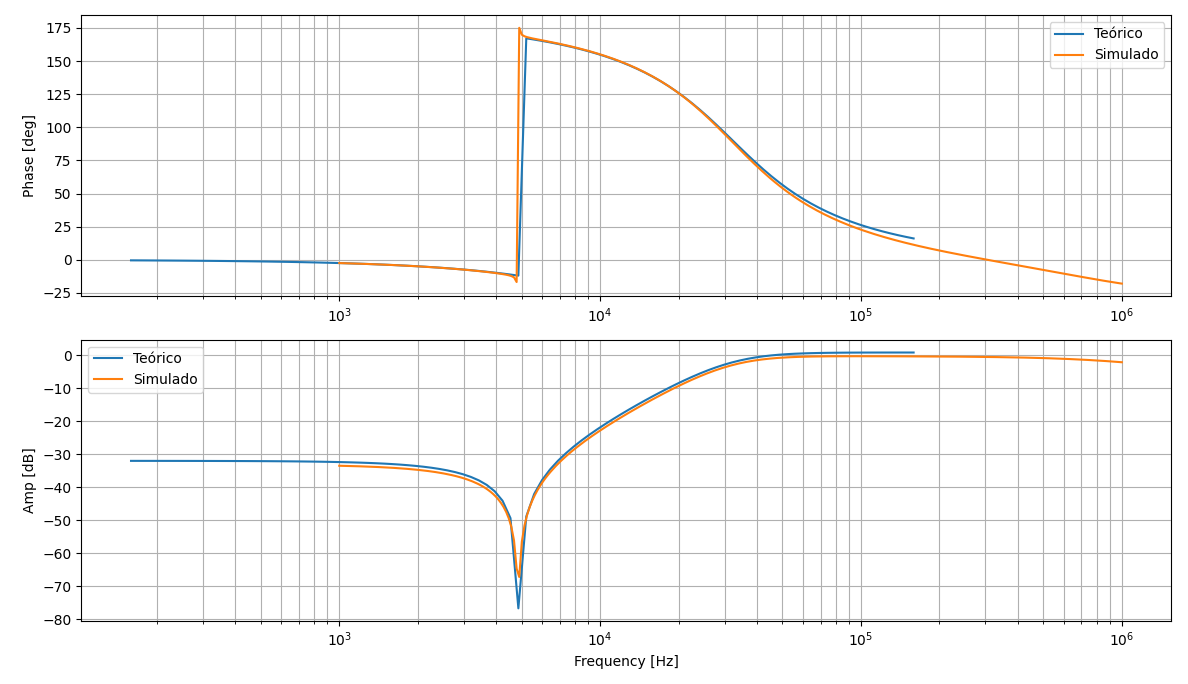 175
150
125
100
75
50
25
0
−25
Phase [deg]
Teórico
Simulado
10³ 10⁴ 10⁵ 10⁶
0
−10
−20
−30
−40
−50
−60
−70
−80
Amp [dB]
Teórico
Simulado
10³ 10⁴ 10⁵ 10⁶
Frequency [Hz]